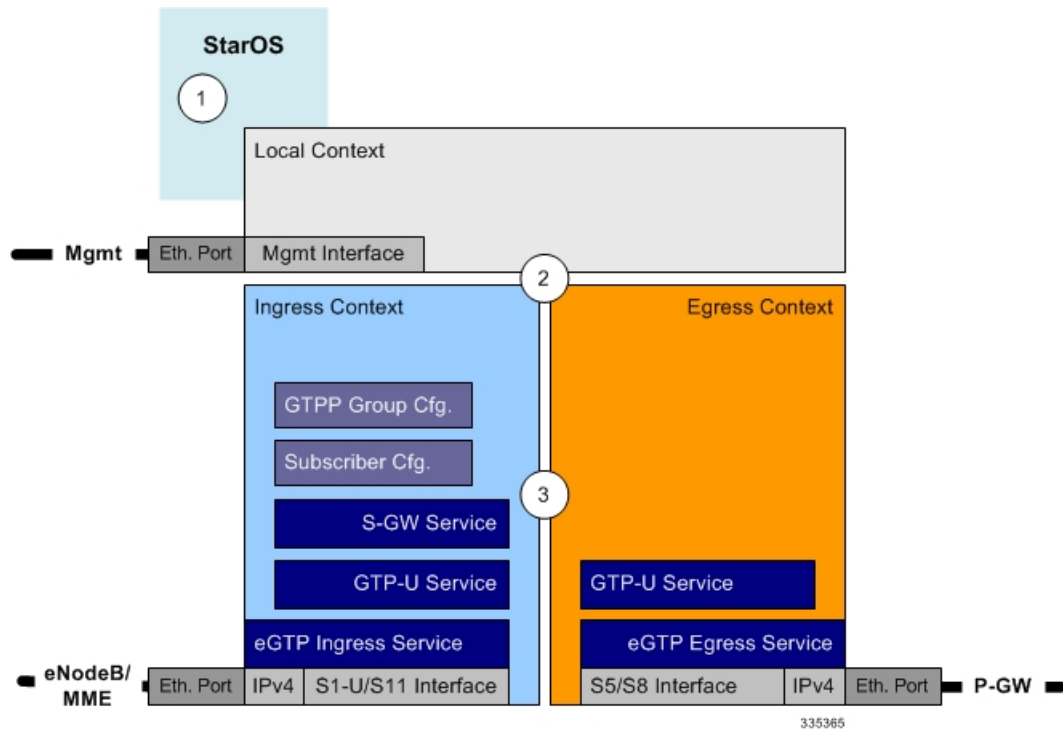 StarOS
1
Local Context
Mgmt Eth. Port Mgmt Interface
2
Ingress Context Egress Context
GTPP Group Cfg.
Subscriber Cfg.
3
S-GW Service
GTP-U Service GTP-U Service
eGTP Ingress Service eGTP Egress Service
eNodeB/
MME
Eth. Port IPv4 S1-U/S11 Interface S5/S8 Interface IPv4 Eth. Port P-GW
335365